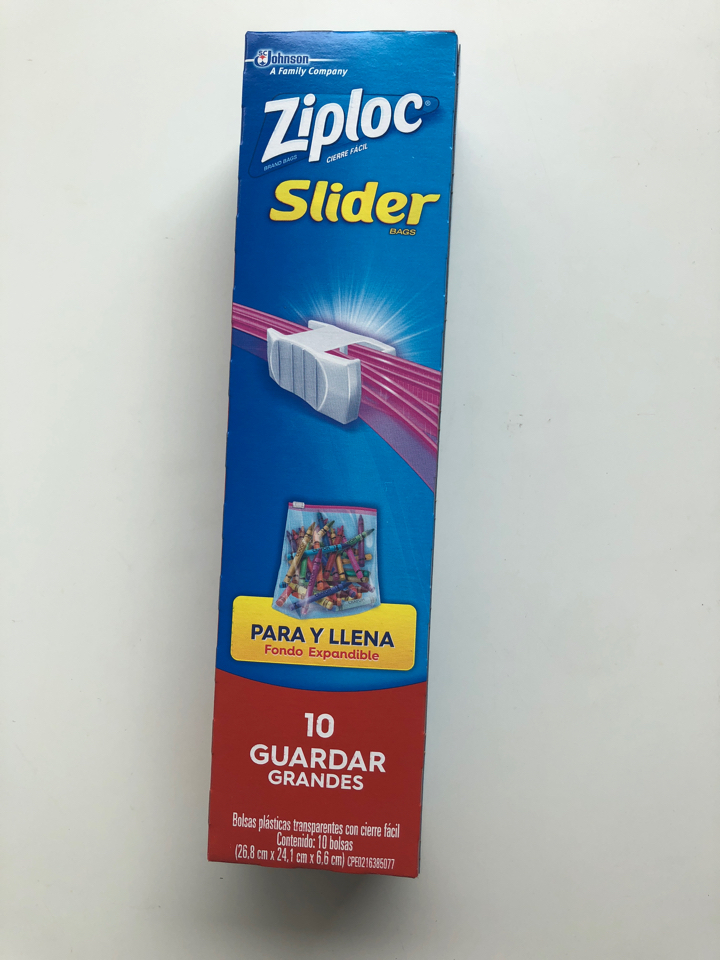 SC Johnson
A Family Company
Ziploc®
BRAND BAGS
CIERRE FÁCIL
Slider
BAGS
PARA Y LLENA
Fondo Expandible
10
GUARDAR
GRANDES
Bolsas plásticas transparentes con cierre fácil
Contenido: 10 bolsas
(26,8 cm x 24,1 cm x 6,6 cm) CPE0216385077